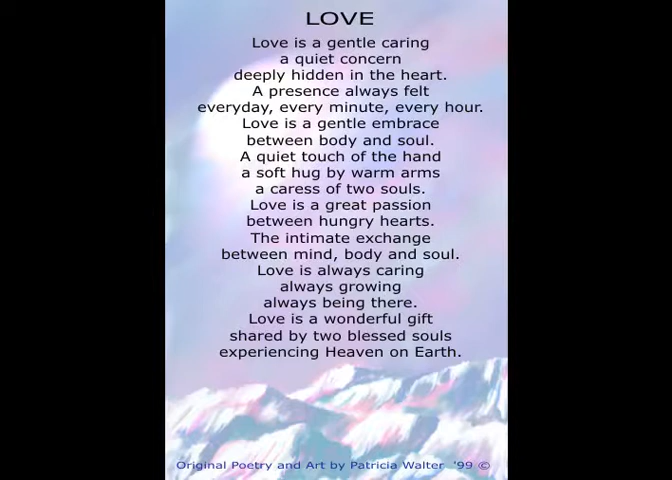 LOVE
Love is a gentle caring
a quiet concern
deeply hidden in the heart.
A presence always felt
everyday, every minute, every hour.
Love is a gentle embrace
between body and soul.
A quiet touch of the hand
a soft hug by warm arms
a caress of two souls.
Love is a great passion
between hungry hearts.
The intimate exchange
between mind, body and soul.
Love is always caring
always growing
always being there.
Love is a wonderful gift
shared by two blessed souls
experiencing Heaven on Earth.
Original Poetry and Art by Patricia Walter '99 ©